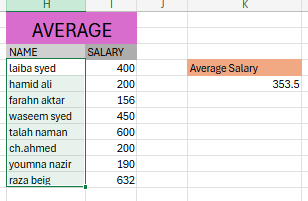 H I J K
AVERAGE
NAME SALARY
laiba syed 400 Average Salary
hamid ali 200 353.5
farahn aktar 156
waseem syed 450
talah naman 600
ch.ahmed 200
youmna nazir 190
raza beig 632